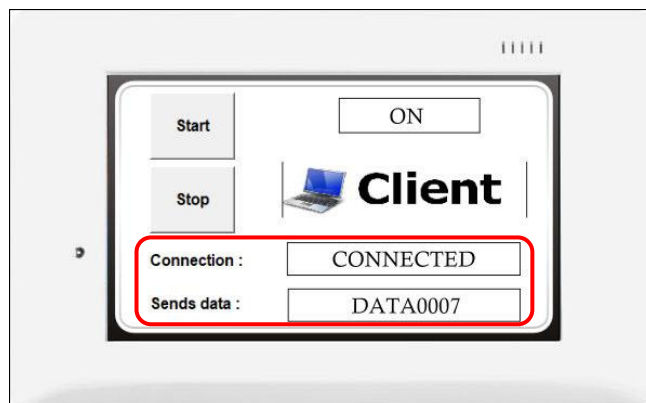 Start
ON
Stop
Client
Connection :
CONNECTED
Sends data :
DATA0007